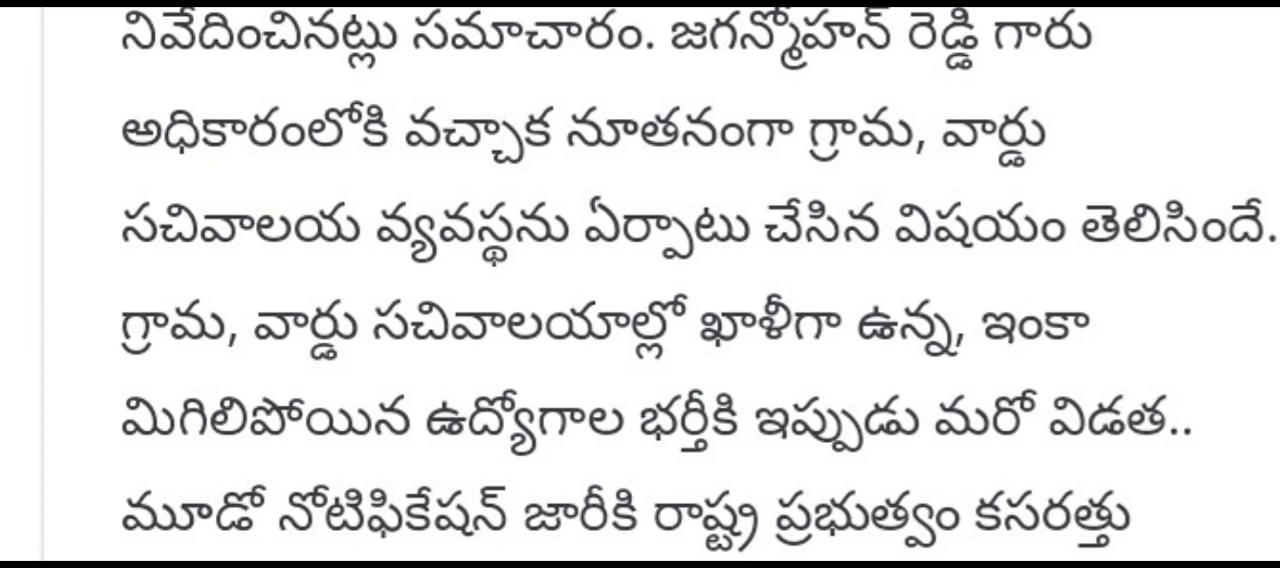 నివేదించినట్లు సమాచారం. జగన్మోహన్ రెడ్డి గారు
అధికారంలోకి వచ్చాక నూతనంగా గ్రామ, వార్డు
సచివాలయ వ్యవస్థను ఏర్పాటు చేసిన విషయం తెలిసిందే.
గ్రామ, వార్డు సచివాలయాల్లో ఖాళీగా ఉన్న, ఇంకా
మిగిలిపోయిన ఉద్యోగాల భర్తీకి ఇప్పుడు మరో విడత..
మూడో నోటిఫికేషన్ జారీకి రాష్ట్ర ప్రభుత్వం కసరత్తు